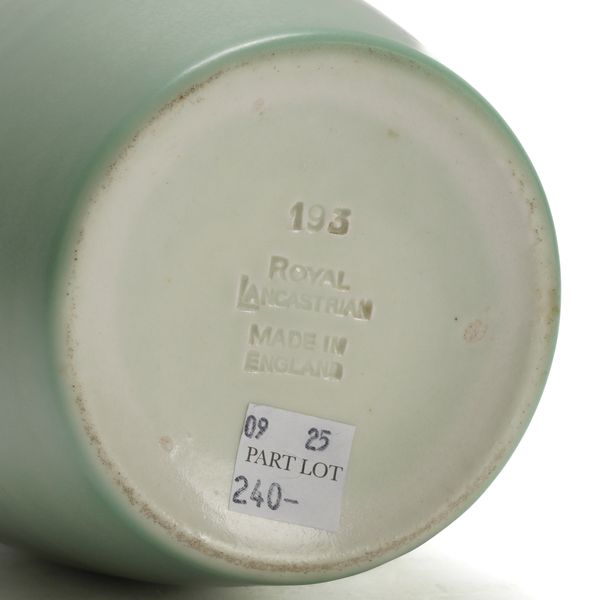 193
ROYAL
LANCASTRIAN
MADE IN
ENGLAND
09 25
PART LOT
240-